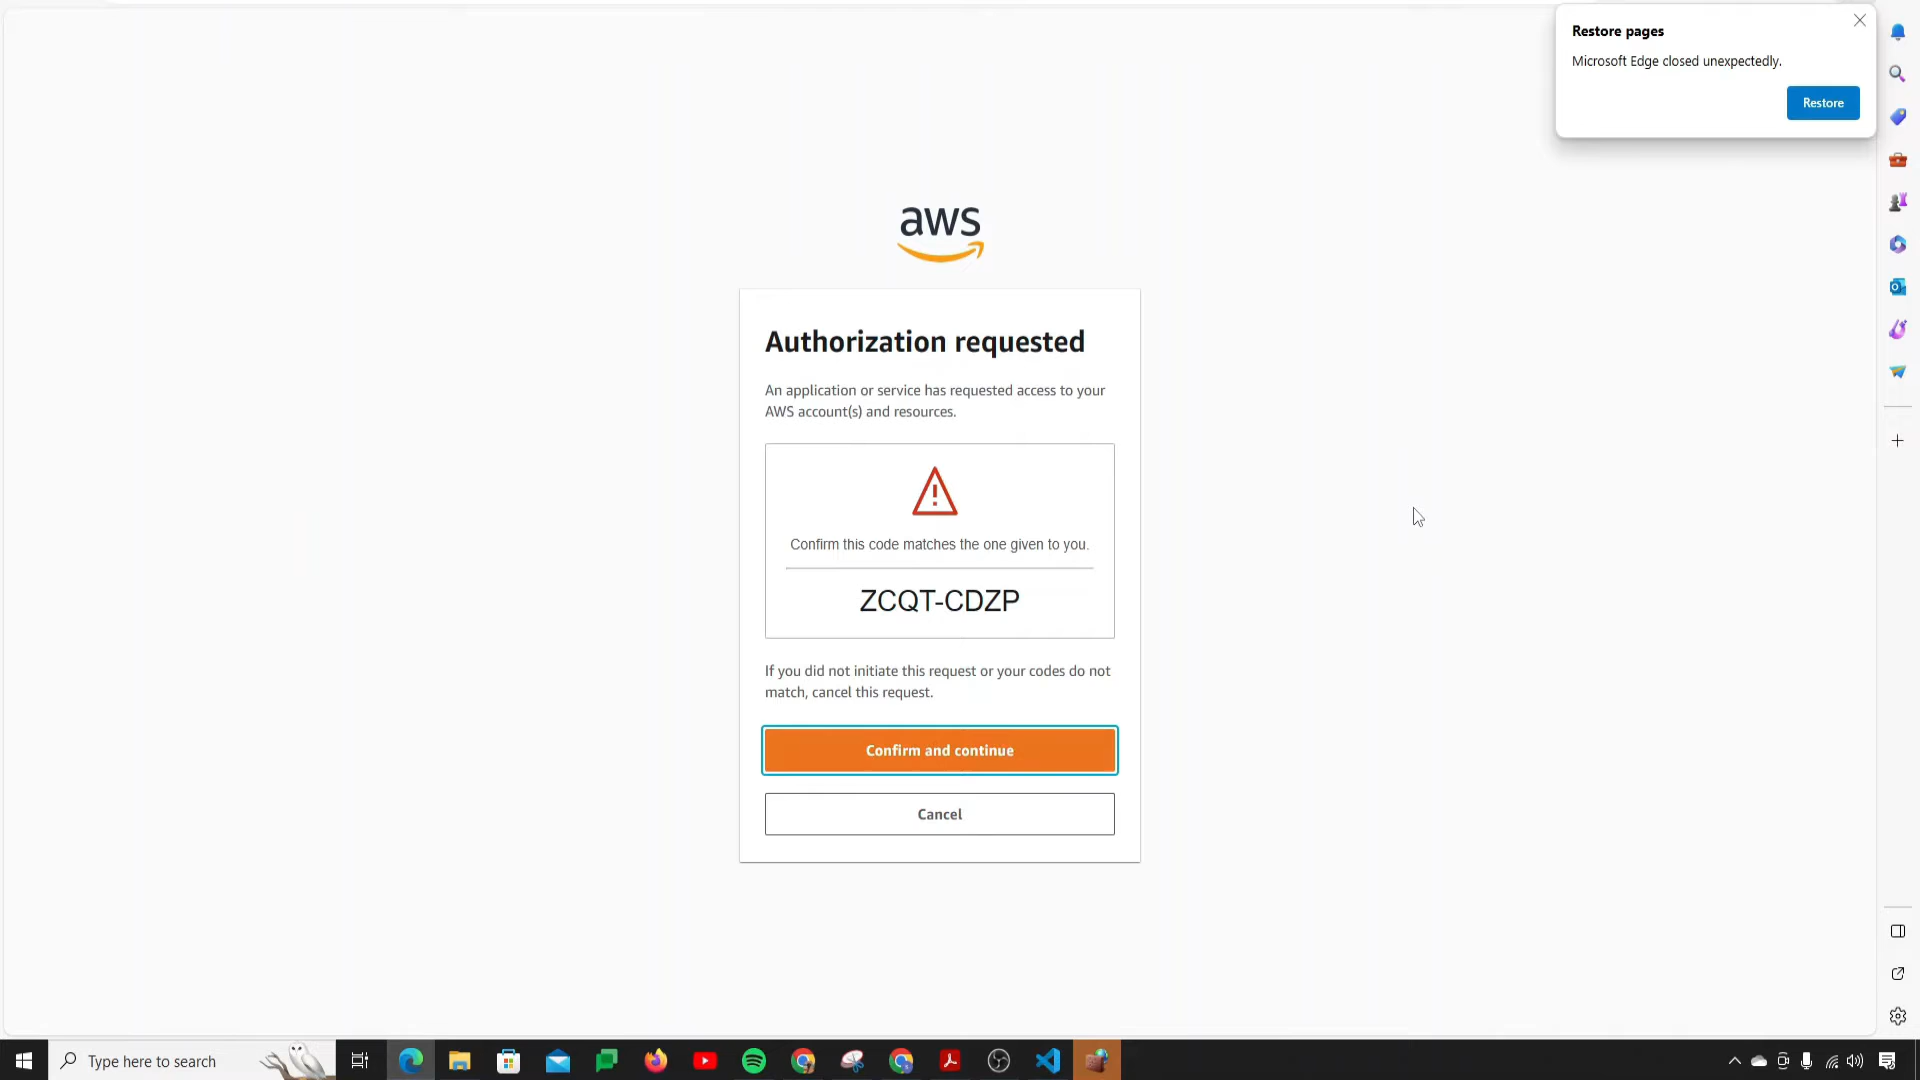 Restore pages
Microsoft Edge closed unexpectedly.
Restore
aws
Authorization requested
An application or service has requested access to your
AWS account(s) and resources.
Confirm this code matches the one given to you.
ZCQT-CDZP
If you did not initiate this request or your codes do not
match, cancel this request.
Confirm and continue
Cancel
Type here to search